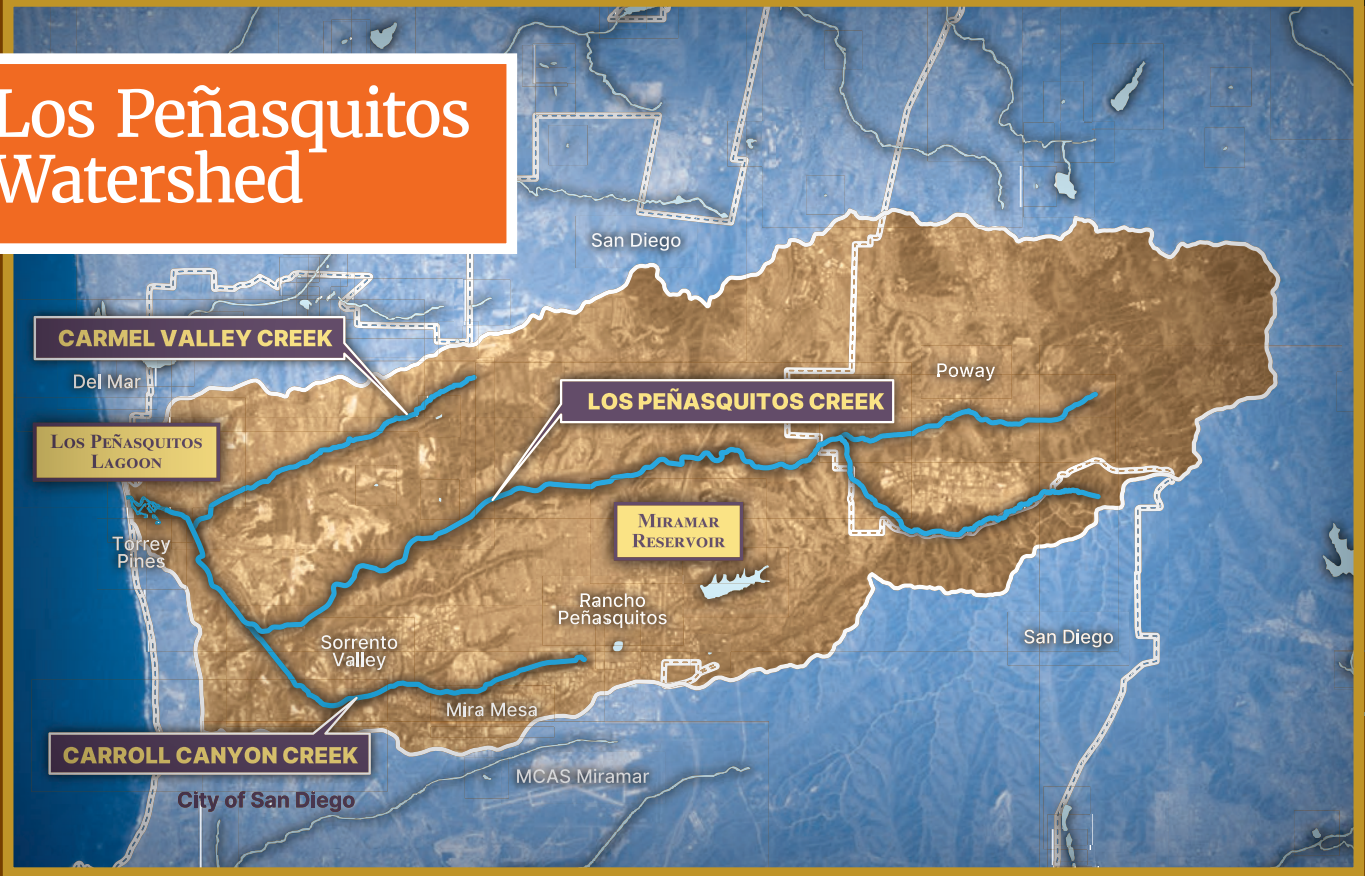 Los Peñasquitos
Watershed
San Diego
CARMEL VALLEY CREEK
Del Mar
Poway
LOS PEÑASQUITOS CREEK
LOS PEÑASQUITOS
LAGOON
MIRAMAR
RESERVOIR
Torrey
Pines
Rancho
Peñasquitos
San Diego
Sorrento
Valley
Mira Mesa
CARROLL CANYON CREEK
MCAS Miramar
City of San Diego